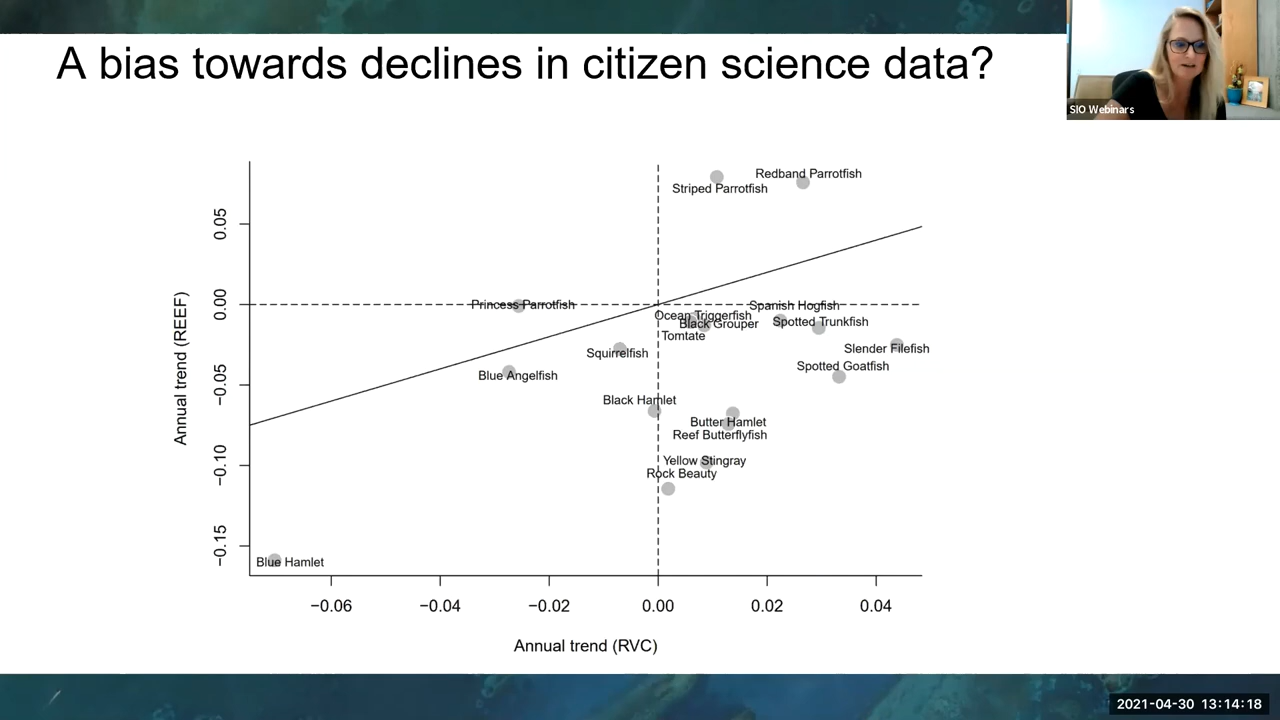 A bias towards declines in citizen science data?
SIO Webinars
Redband Parrotfish
Striped Parrotfish
0.05
Princess Parrotfish
Spanish Hogfish
0.00
Ocean Triggerfish
Black Grouper
Spotted Trunkfish
Tomtate
Slender Filefish
Squirrelfish
Spotted Goatfish
Blue Angelfish
−0.05
Black Hamlet
Butter Hamlet
Reef Butterflyfish
Yellow Stingray
−0.10
Rock Beauty
−0.15
Blue Hamlet
Annual trend (REEF)
−0.06 −0.04 −0.02 0.00 0.02 0.04
Annual trend (RVC)
2021-04-30 13:14:18